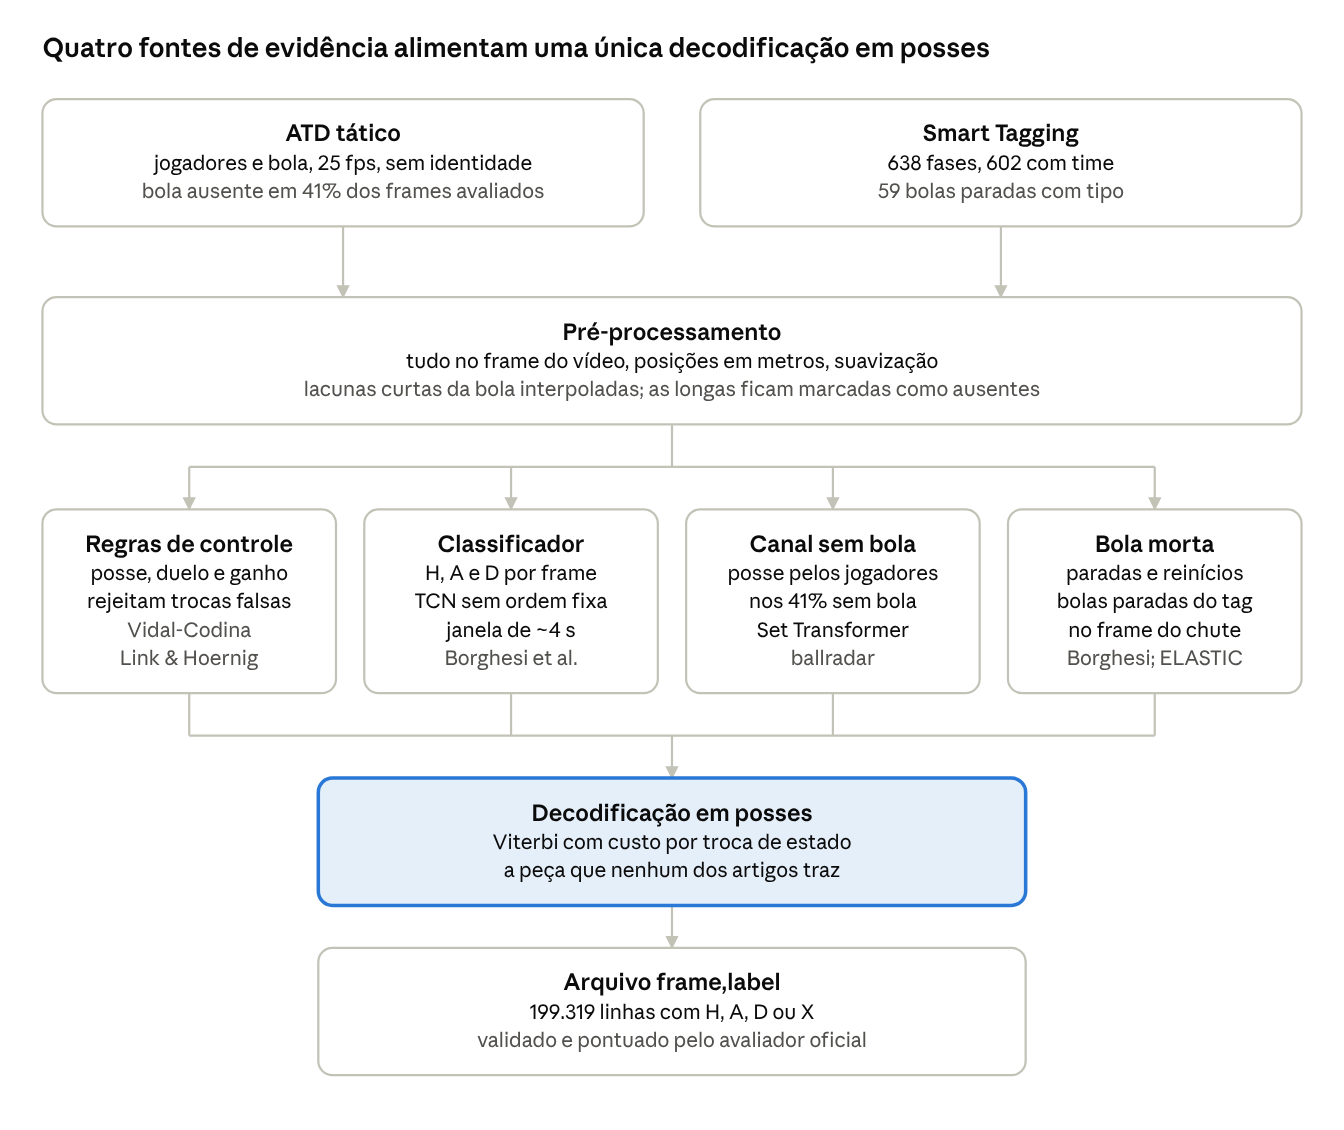 Quatro fontes de evidência alimentam uma única decodificação em posses
ATD tático
jogadores e bola, 25 fps, sem identidade
bola ausente em 41% dos frames avaliados
Smart Tagging
638 fases, 602 com time
59 bolas paradas com tipo
Pré-processamento
tudo no frame do vídeo, posições em metros, suavização
lacunas curtas da bola interpoladas; as longas ficam marcadas como ausentes
Regras de controle
posse, duelo e ganho
rejeitam trocas falsas
Vidal-Codina
Link & Hoernig
Classificador
H, A e D por frame
TCN sem ordem fixa
janela de ~4 s
Borghesi et al.
Canal sem bola
posse pelos jogadores
nos 41% sem bola
Set Transformer
ballradar
Bola morta
paradas e reinícios
bolas paradas do tag
no frame do chute
Borghesi; ELASTIC
Decodificação em posses
Viterbi com custo por troca de estado
a peça que nenhum dos artigos traz
Arquivo frame,label
199.319 linhas com H, A, D ou X
validado e pontuado pelo avaliador oficial